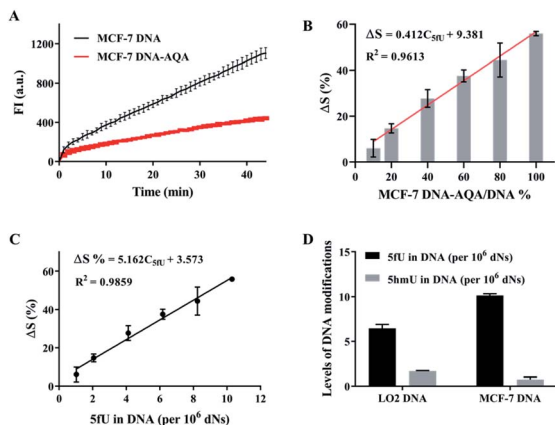 A
MCF-7 DNA
MCF-7 DNA-AQA
FI (a.u.)
1200
800
400
0
0 10 20 30 40
Time (min)
B
ΔS = 0.412C5fU + 9.381
R² = 0.9613
ΔS (%)
60
40
20
0
0 20 40 60 80 100
MCF-7 DNA-AQA/DNA %
C
ΔS % = 5.162C5fU + 3.573
R² = 0.9859
ΔS (%)
80
60
40
20
0
0 2 4 6 8 10 12
5fU in DNA (per 10⁶ dNs)
D
5fU in DNA (per 10⁶ dNs)
5hmU in DNA (per 10⁶ dNs)
Levels of DNA modifications
15
10
5
0
LO2 DNA MCF-7 DNA